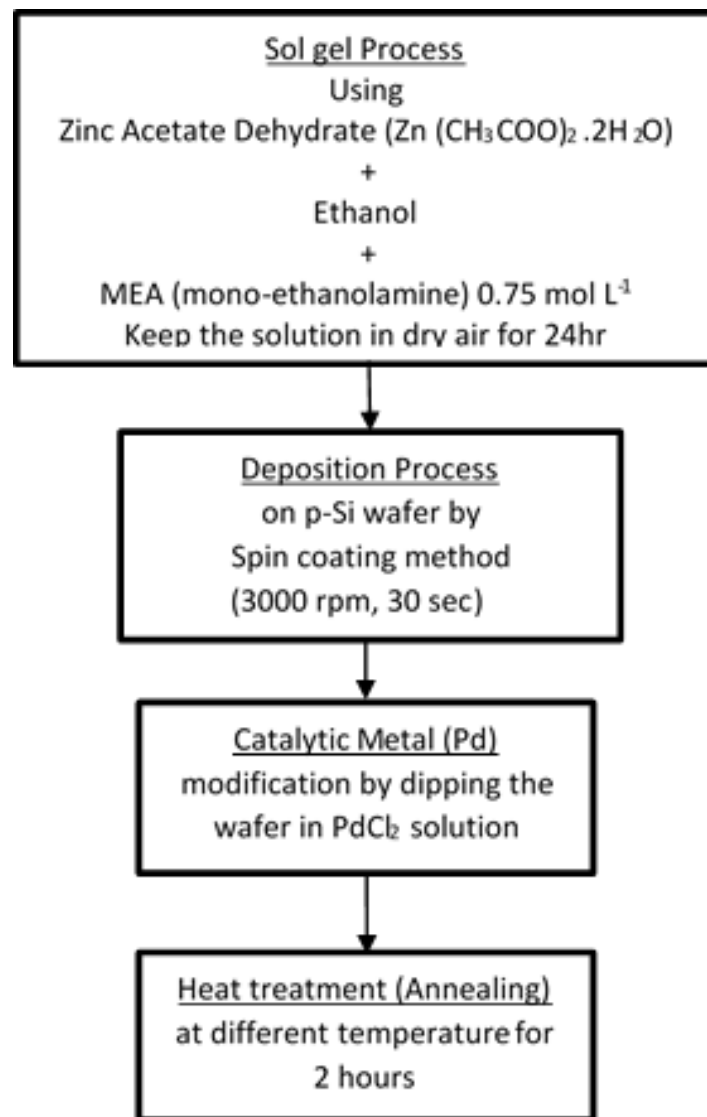 Sol gel Process
Using
Zinc Acetate Dehydrate (Zn (CH₃COO)₂ .2H₂O)
+
Ethanol
+
MEA (mono-ethanolamine) 0.75 mol L⁻¹
Keep the solution in dry air for 24hr
Deposition Process
on p-Si wafer by
Spin coating method
(3000 rpm, 30 sec)
Catalytic Metal (Pd)
modification by dipping the
wafer in PdCl₂ solution
Heat treatment (Annealing)
at different temperature for
2 hours